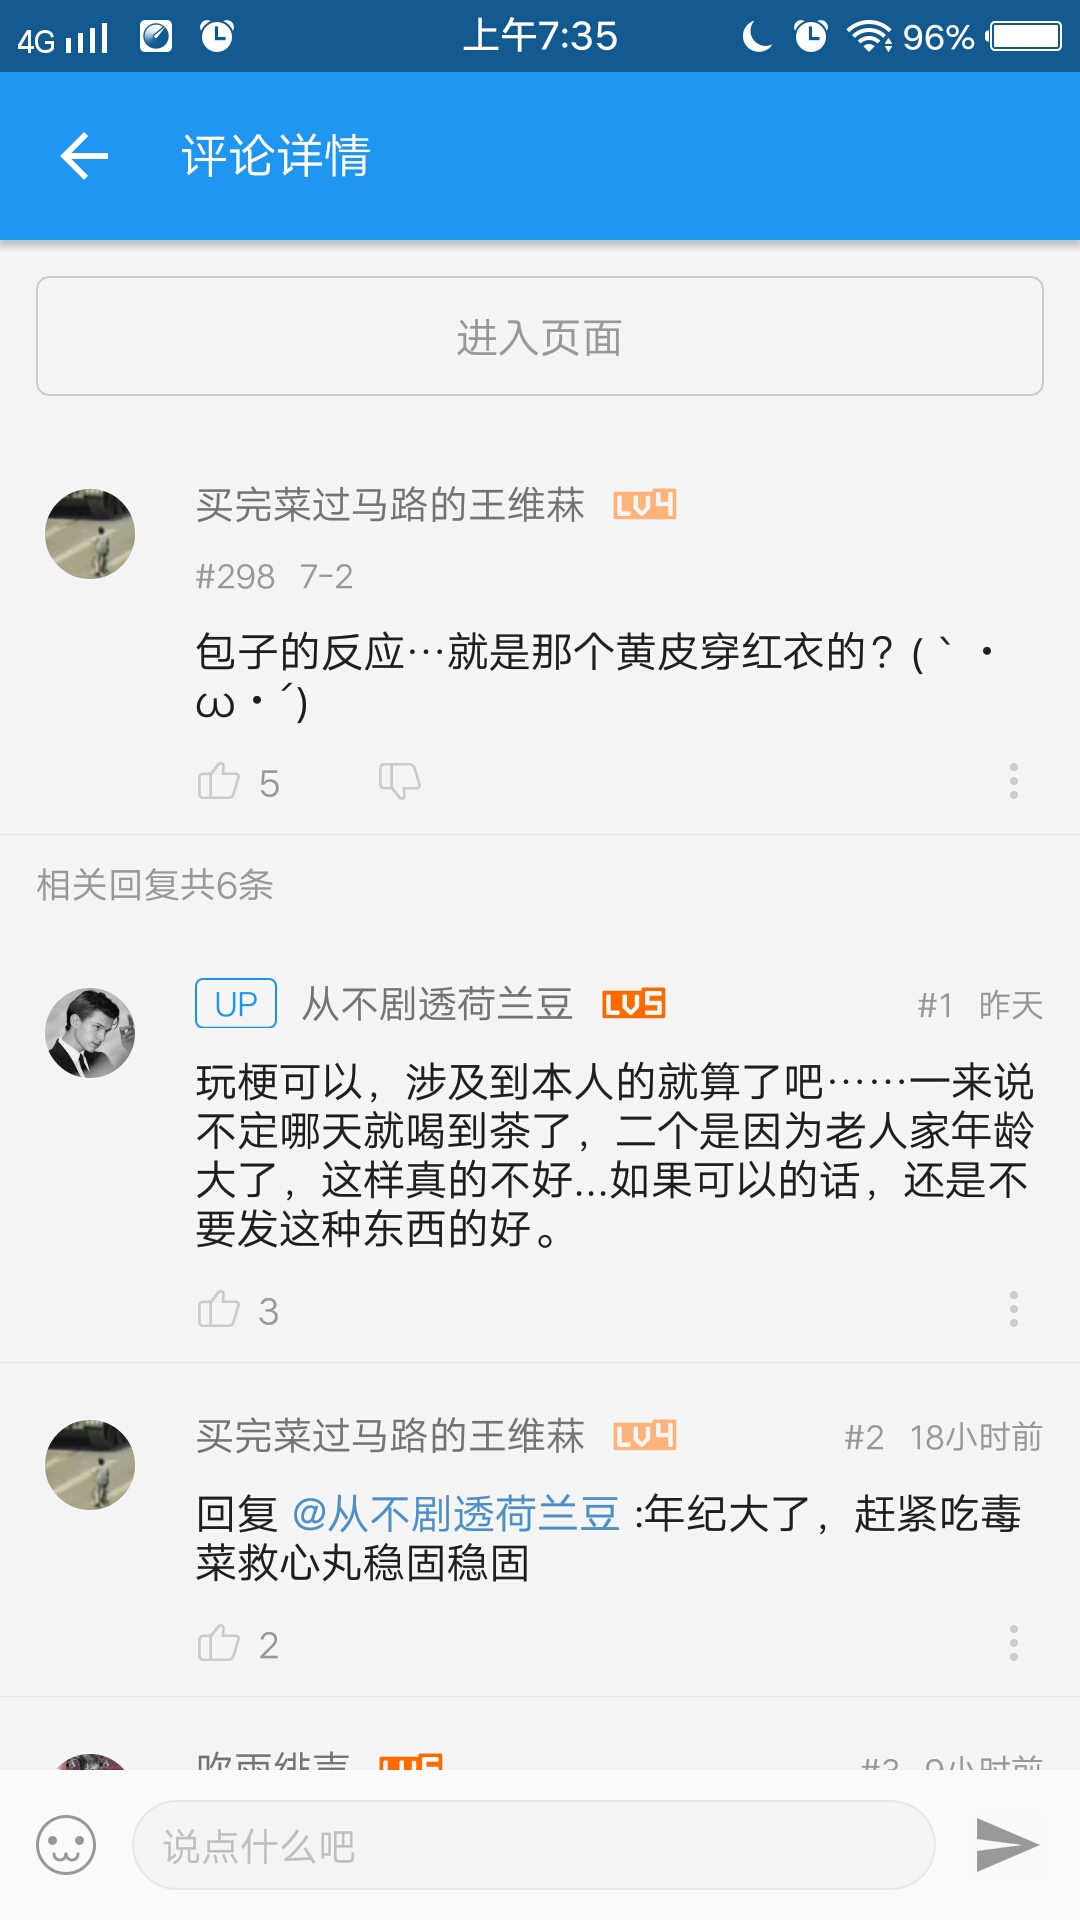 4G 上午7:35 96%
评论详情
进入页面
买完菜过马路的王维菻 LV4
#298 7-2
包子的反应…就是那个黄皮穿红衣的？(｀・
ω・´)
5
相关回复共6条
UP 从不剧透荷兰豆 LV5 #1 昨天
玩梗可以，涉及到本人的就算了吧……一来说
不定哪天就喝到茶了，二个是因为老人家年龄
大了，这样真的不好...如果可以的话，还是不
要发这种东西的好。
3
买完菜过马路的王维菻 LV4 #2 18小时前
回复 @从不剧透荷兰豆 :年纪大了，赶紧吃毒
菜救心丸稳固稳固
2
LV5 #3 9小时前
说点什么吧